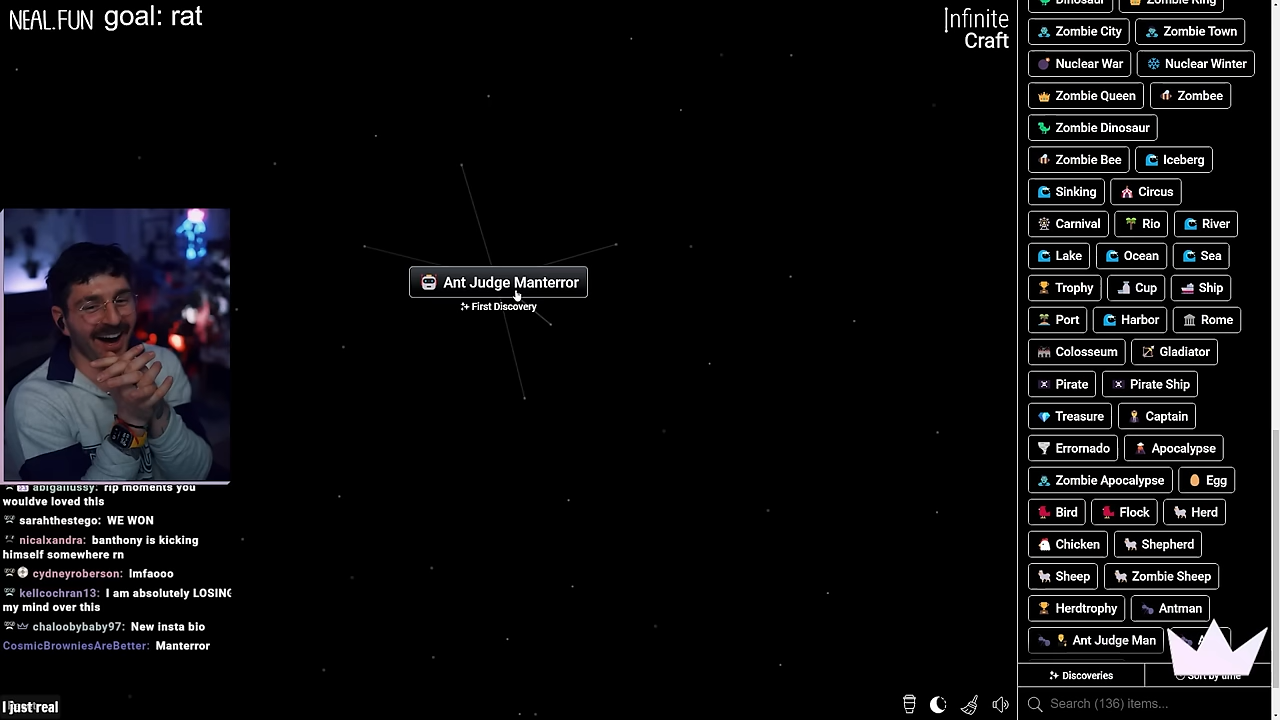 NEAL.FUN goal: rat
Infinite
Craft
Ant Judge Manterror
First Discovery
abigailussy: rip moments you
wouldve loved this
sarahthestego: WE WON
nicalxandra: banthony is kicking
himself somewhere rn
cydneyroberson: lmfaooo
kellcochran13: I am absolutely LOSING
my mind over this
chaloobybaby97: New insta bio
CosmicBrowniesAreBetter: Manterror
I just real
Dinosaur Zombie King
Zombie City Zombie Town
Nuclear War Nuclear Winter
Zombie Queen Zombee
Zombie Dinosaur
Zombie Bee Iceberg
Sinking Circus
Carnival Rio River
Lake Ocean Sea
Trophy Cup Ship
Port Harbor Rome
Colosseum Gladiator
Pirate Pirate Ship
Treasure Captain
Errornado Apocalypse
Zombie Apocalypse Egg
Bird Flock Herd
Chicken Shepherd
Sheep Zombie Sheep
Herdtrophy Antman
Ant Judge Man
Discoveries Sort by time
Search (136) items...